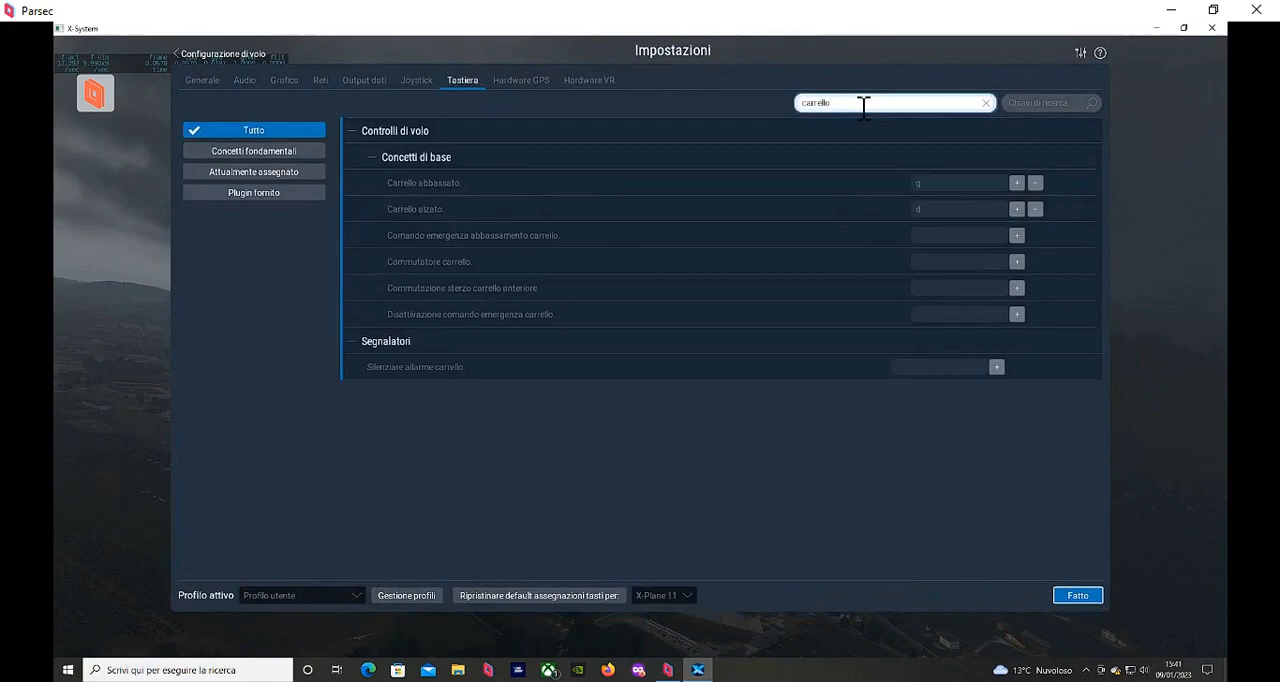 Parsec
X-System
Configurazione di volo
Impostazioni
Generale Audio Grafica Reti Output dati Joystick Tastiera Hardware GPS Hardware VR
carrello
Chiavi di ricerca
Tutto
Concetti fondamentali
Attualmente assegnato
Plugin fornito
Controlli di volo
Concetti di base
Carrello abbassato. g + -
Carrello alzato. d + -
Comando emergenza abbassamento carrello. +
Commutatore carrello. +
Commutazione sterzo carrello anteriore. +
Disattivazione comando emergenza carrello. +
Segnalatori
Silenziare allarme carrello. +
Profilo attivo Profilo utente Gestione profili Ripristinare default assegnazioni tasti per: X-Plane 11 Fatto
Scrivi qui per eseguire la ricerca
13°C Nuvoloso
15:41
09/01/2023